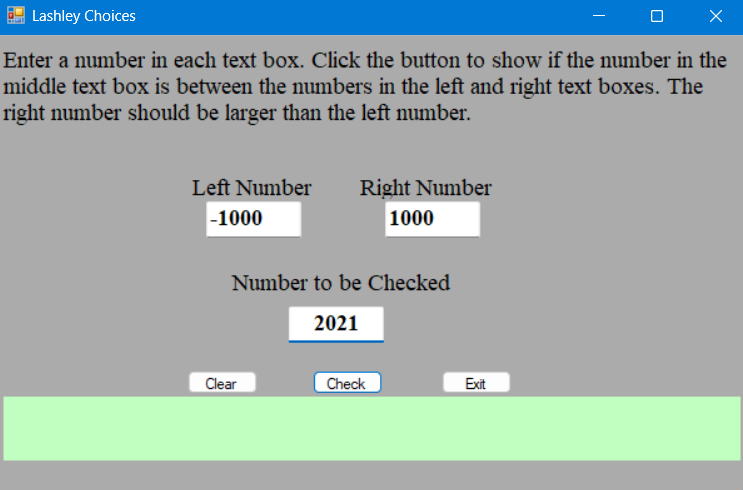 Lashley Choices
Enter a number in each text box. Click the button to show if the number in the
middle text box is between the numbers in the left and right text boxes. The
right number should be larger than the left number.
Left Number Right Number
-1000 1000
Number to be Checked
2021
Clear Check Exit